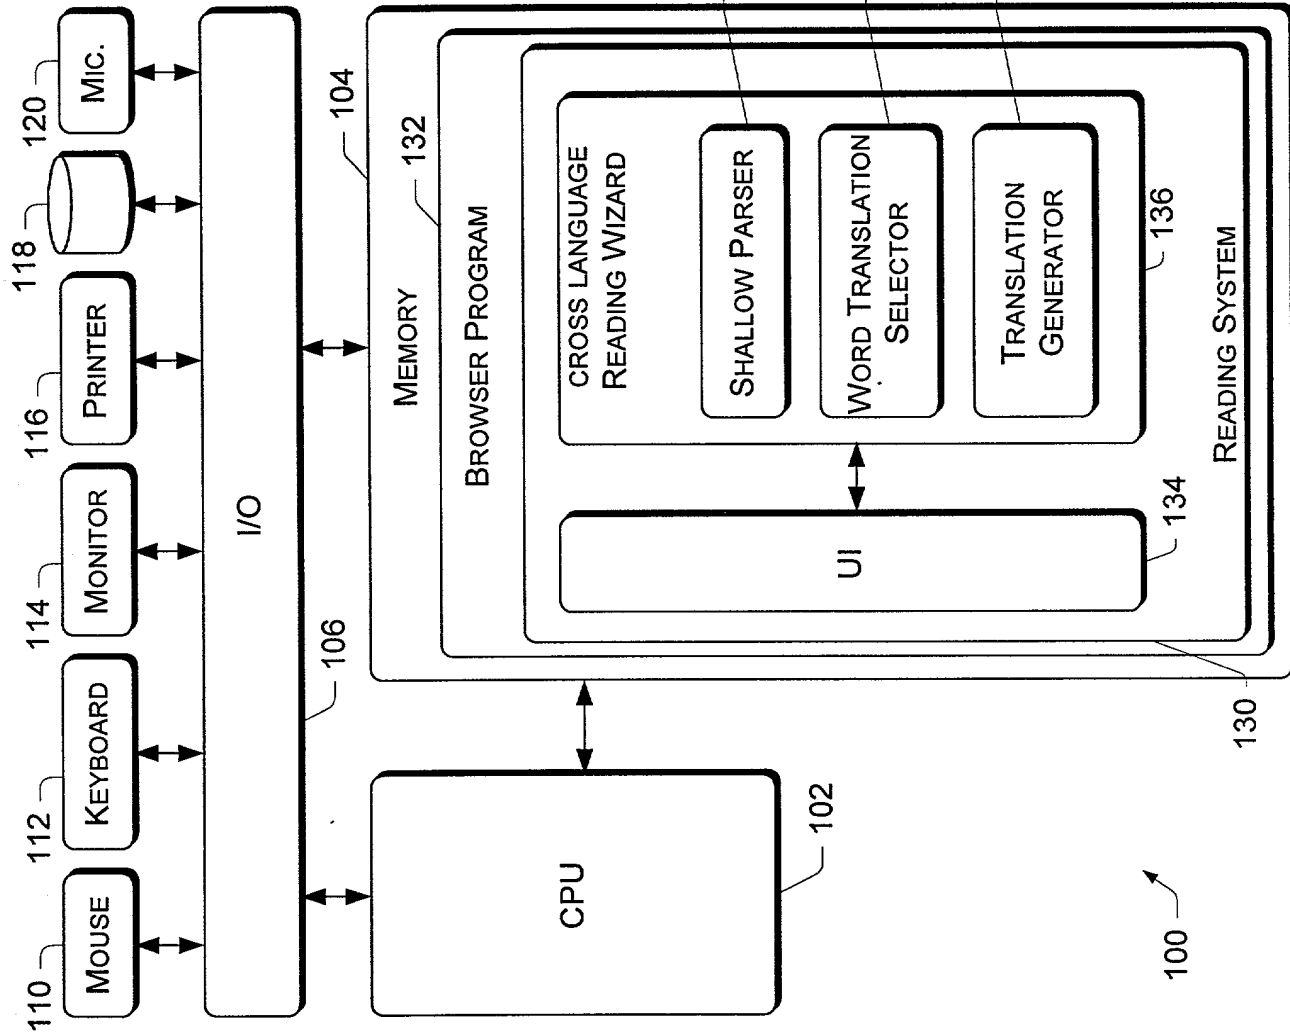 110
MOUSE
112
KEYBOARD
114
MONITOR
116
PRINTER
118
120
MIC.
I/O
106
CPU
102
104
MEMORY
132
BROWSER PROGRAM
CROSS LANGUAGE
READING WIZARD
SHALLOW PARSER
WORD TRANSLATION
SELECTOR
TRANSLATION
GENERATOR
136
UI
134
READING SYSTEM
130
100